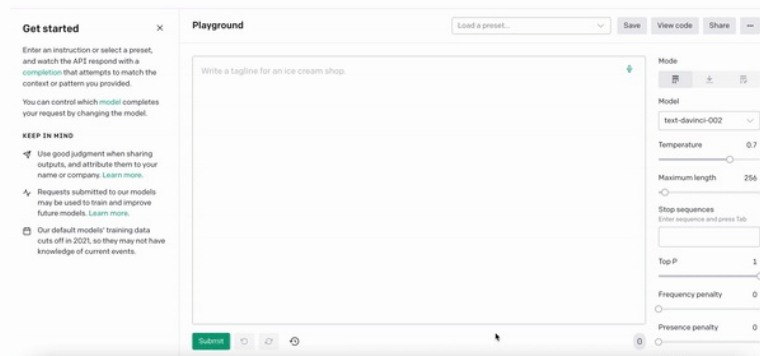 Get started
Enter an instruction or select a preset,
and watch the API respond with a
completion that attempts to match the
context or pattern you provided.
You can control which model completes
your request by changing the model.
KEEP IN MIND
Use good judgment when sharing
outputs, and attribute them to your
name or company. Learn more.
Requests submitted to our models
may be used to train and improve
future models. Learn more.
Our default models' training data
cuts off in 2021, so they may not have
knowledge of current events.
Playground
Load a preset...
Save
View code
Share
Write a tagline for an ice cream shop.
Submit
0
Mode
Model
text-davinci-002
Temperature 0.7
Maximum length 256
Stop sequences
Enter sequence and press Tab
Top P 1
Frequency penalty 0
Presence penalty 0